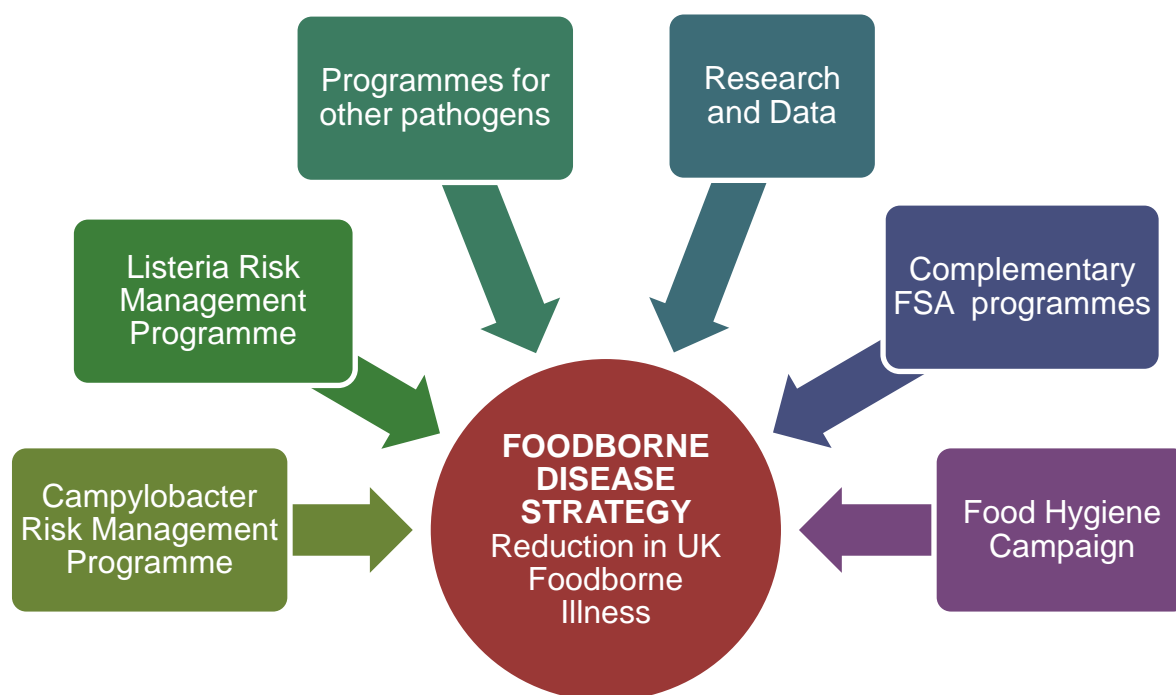 Programmes for
other pathogens
Research
and Data
Listeria Risk
Management
Programme
Complementary
FSA programmes
Campylobacter
Risk Management
Programme
FOODBORNE
DISEASE
STRATEGY
Reduction in UK
Foodborne
Illness
Food Hygiene
Campaign